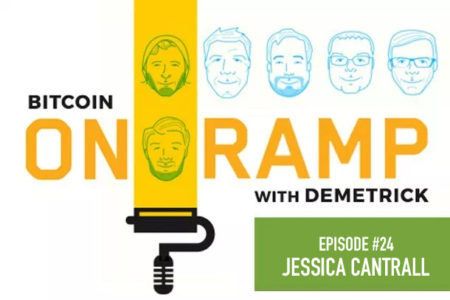 BITCOIN
ON RAMP
WITH DEMETRICK
EPISODE #24
JESSICA CANTRALL